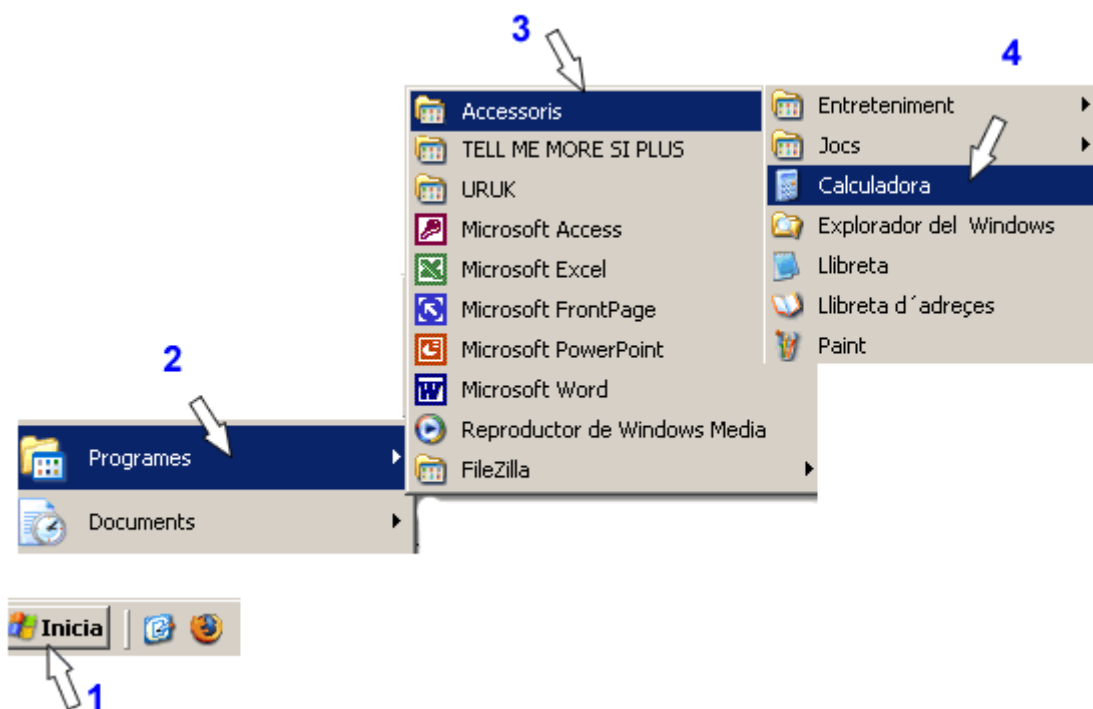 3
4
Accessoris
TELL ME MORE SI PLUS
URUK
Microsoft Access
Microsoft Excel
Microsoft FrontPage
Microsoft PowerPoint
Microsoft Word
Reproductor de Windows Media
FileZilla
Entreteniment
Jocs
Calculadora
Explorador del Windows
Llibreta
Llibreta d´adreçes
Paint
2
Programes
Documents
Inicia
1